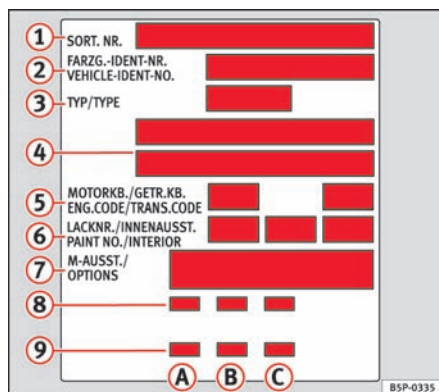 1 SORT. NR.
2 FARZG.-IDENT-NR.
VEHICLE-IDENT-NO.
3 TYP/TYPE
4
5 MOTORKB./GETR.KB.
ENG.CODE/TRANS.CODE
6 LACKNR./INNENAUSST.
PAINT NO./INTERIOR
7 M-AUSST./
OPTIONS
8
9
A B C
B5P-0335